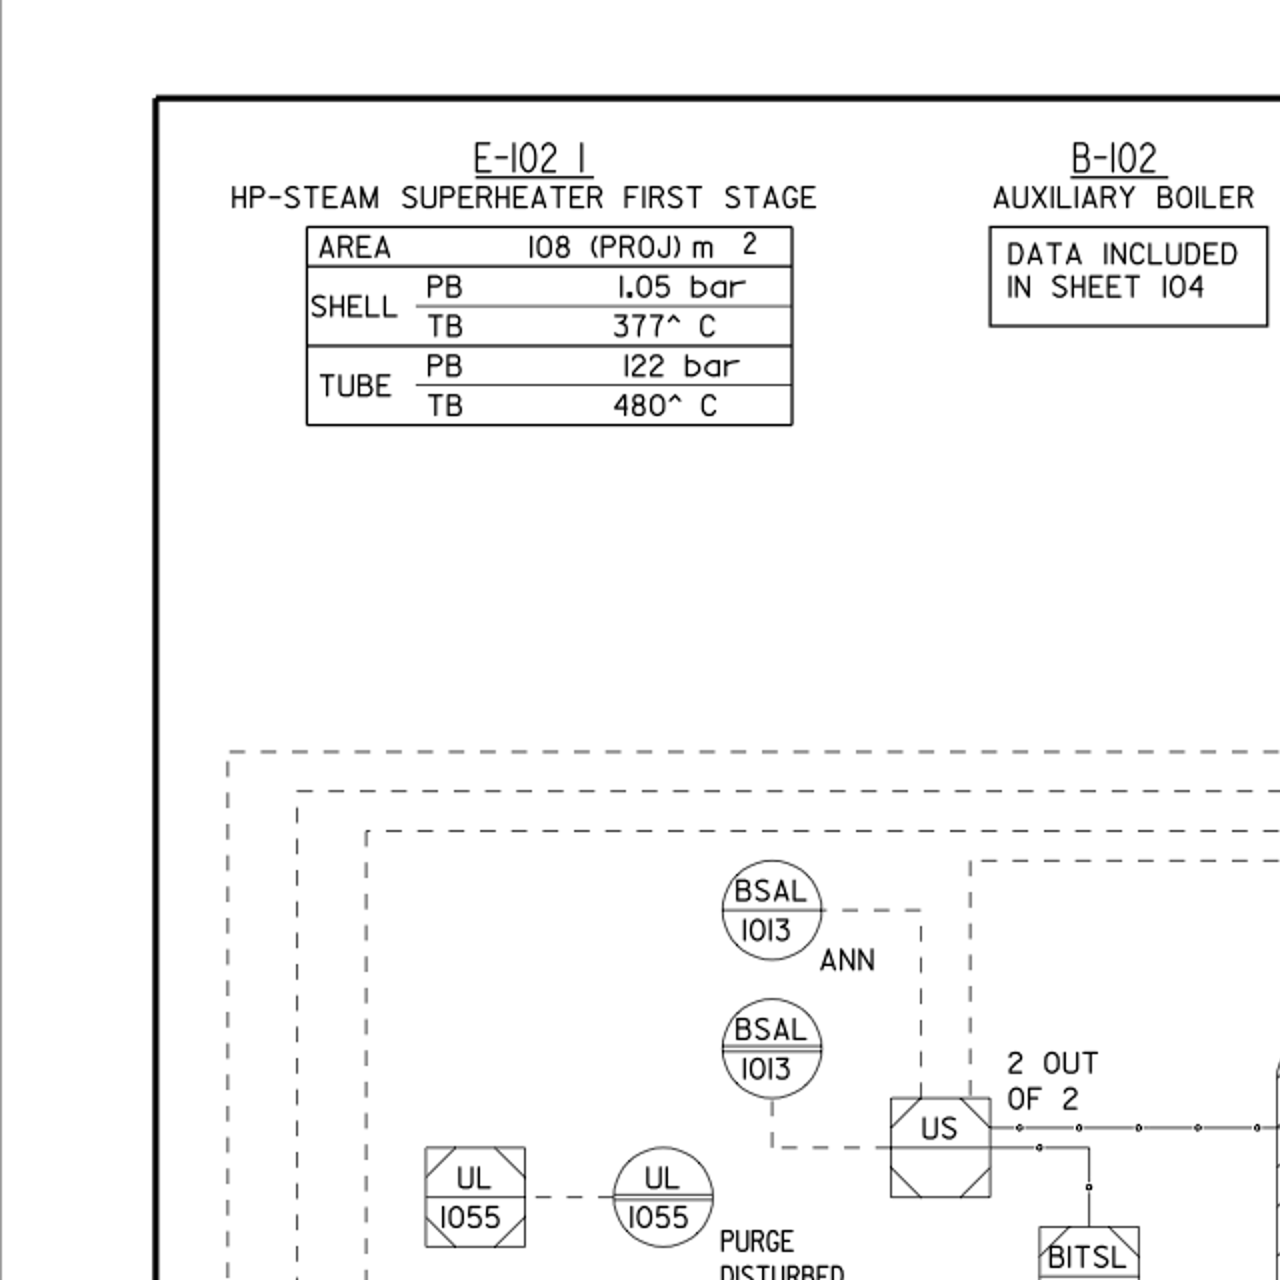 E-102 1
HP-STEAM SUPERHEATER FIRST STAGE
AREA 108 (PROJ) m 2
SHELL
PB 1.05 bar
TB 377^ C
TUBE
PB 122 bar
TB 480^ C
B-102
AUXILIARY BOILER
DATA INCLUDED
IN SHEET 104
BSAL
1013
ANN
BSAL
1013
2 OUT
OF 2
US
UL
1055
UL
1055
PURGE
DISTURBED
BITSL